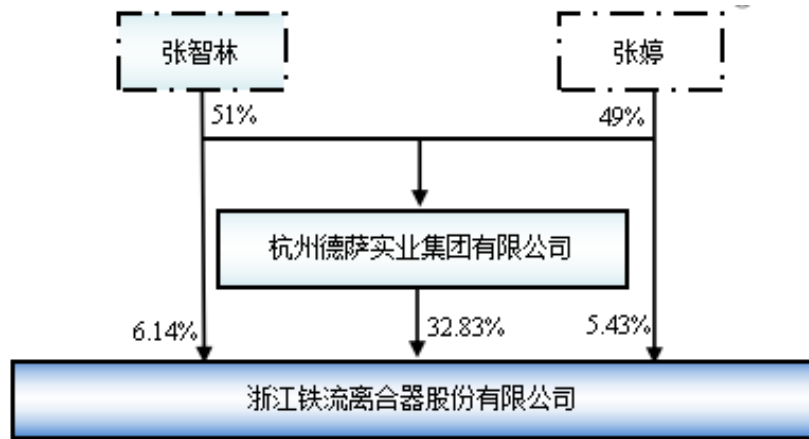 张智林
张婷
51%
49%
杭州德萨实业集团有限公司
6.14%
32.83%
5.43%
浙江铁流离合器股份有限公司